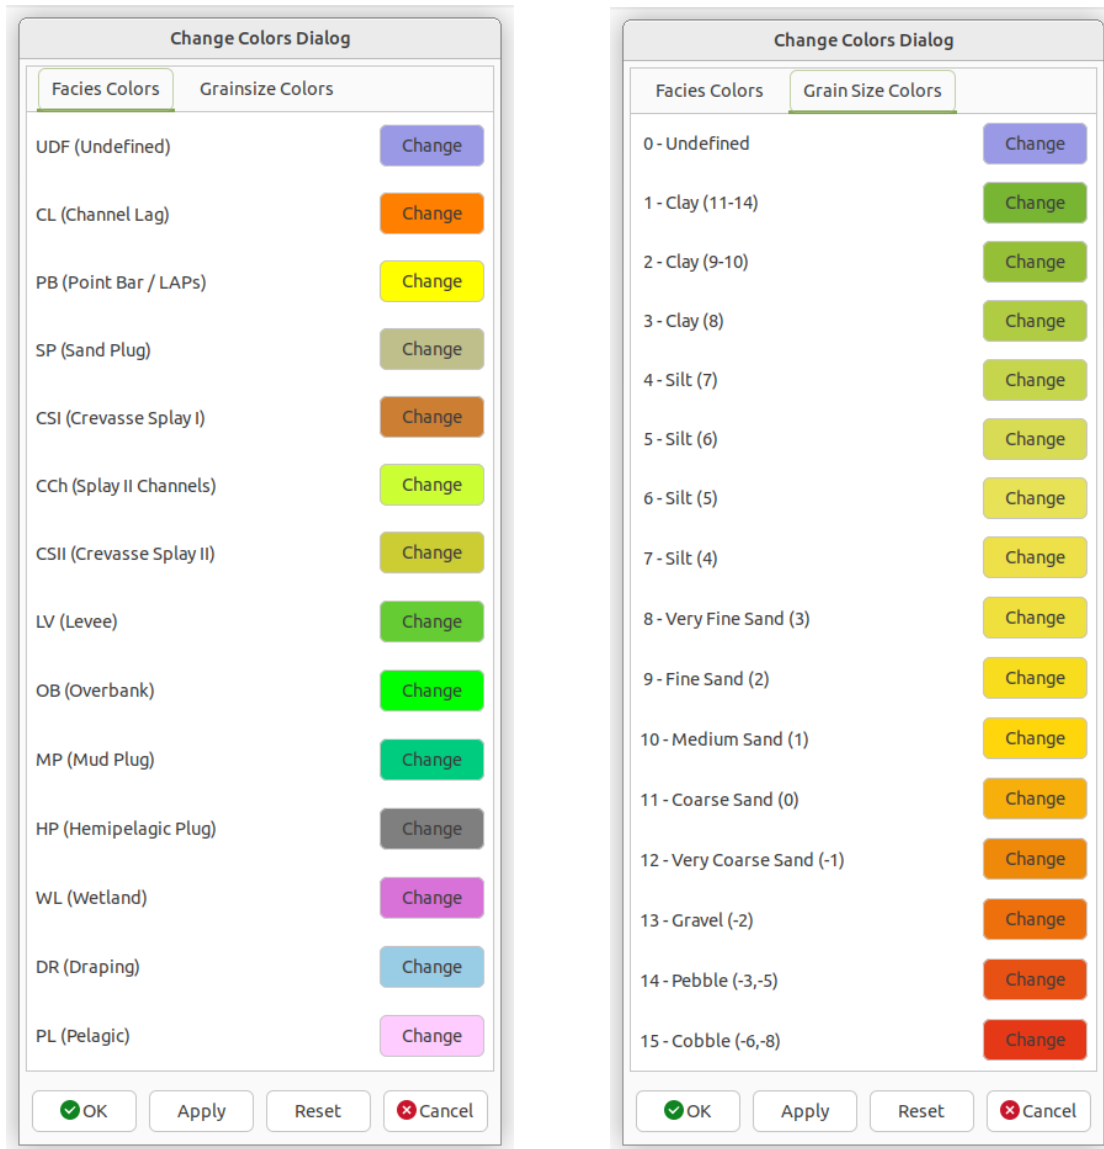 Change Colors Dialog
Facies Colors Grainsize Colors
UDF (Undefined) Change
CL (Channel Lag) Change
PB (Point Bar / LAPs) Change
SP (Sand Plug) Change
CSI (Crevasse Splay I) Change
CCh (Splay II Channels) Change
CSII (Crevasse Splay II) Change
LV (Levee) Change
OB (Overbank) Change
MP (Mud Plug) Change
HP (Hemipelagic Plug) Change
WL (Wetland) Change
DR (Draping) Change
PL (Pelagic) Change
OK Apply Reset Cancel
Change Colors Dialog
Facies Colors Grain Size Colors
0 - Undefined Change
1 - Clay (11-14) Change
2 - Clay (9-10) Change
3 - Clay (8) Change
4 - Silt (7) Change
5 - Silt (6) Change
6 - Silt (5) Change
7 - Silt (4) Change
8 - Very Fine Sand (3) Change
9 - Fine Sand (2) Change
10 - Medium Sand (1) Change
11 - Coarse Sand (0) Change
12 - Very Coarse Sand (-1) Change
13 - Gravel (-2) Change
14 - Pebble (-3,-5) Change
15 - Cobble (-6,-8) Change
OK Apply Reset Cancel